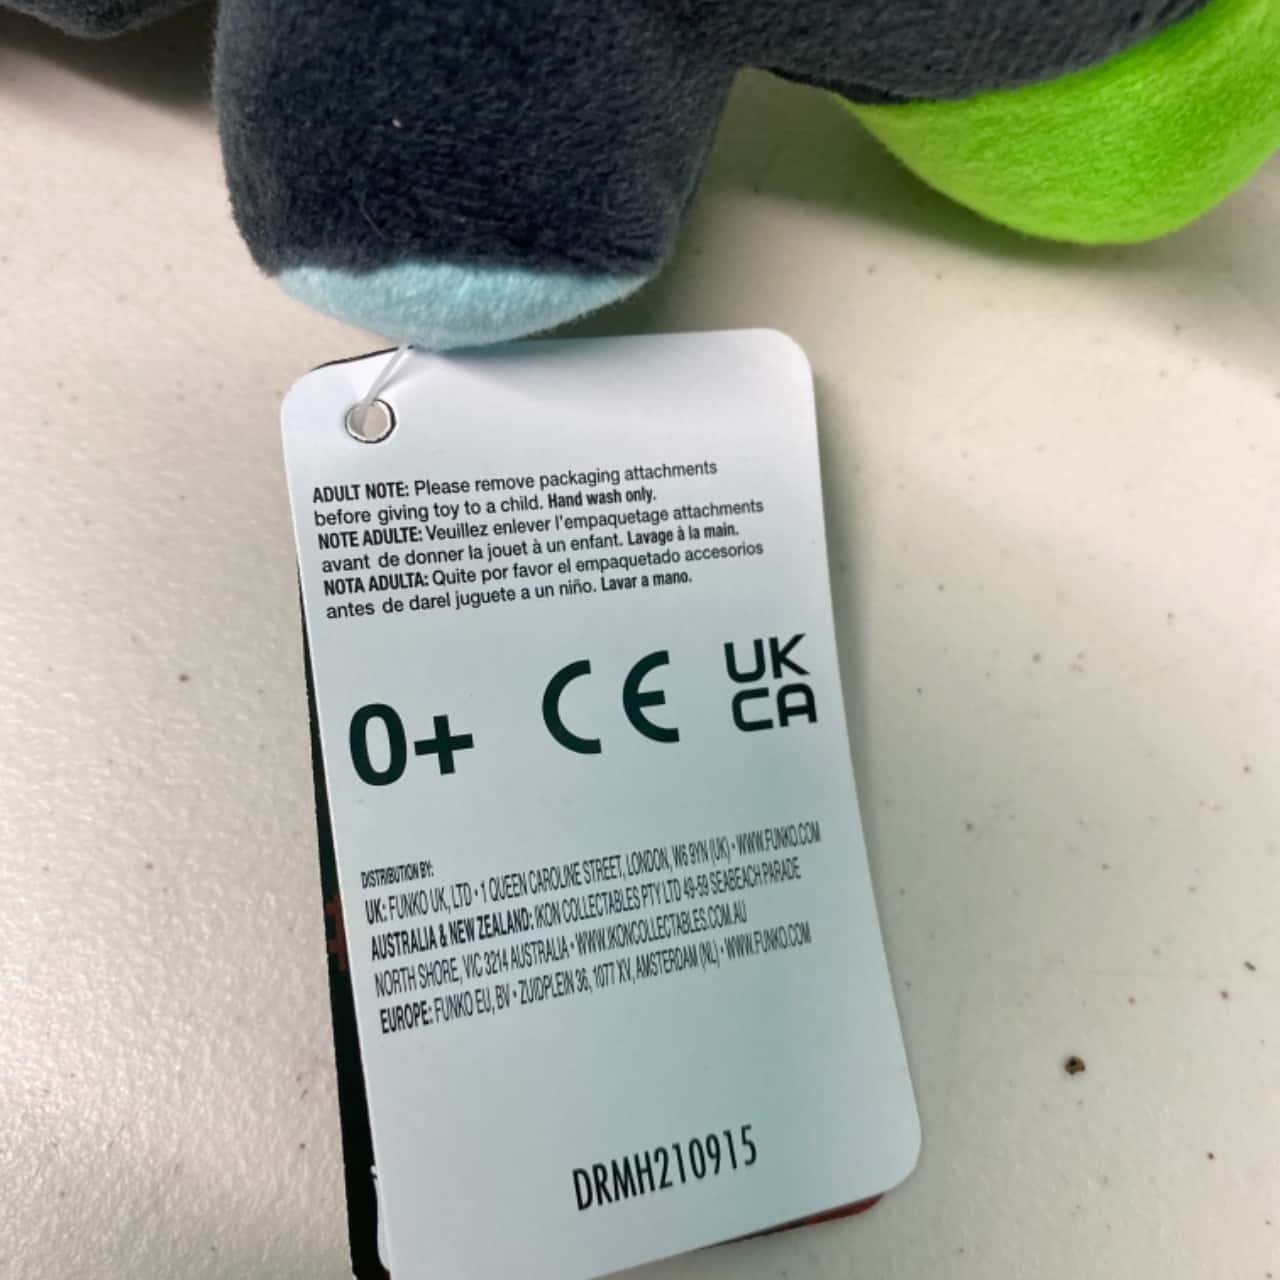 ADULT NOTE: Please remove packaging attachments
before giving toy to a child. Hand wash only.
NOTE ADULTE: Veuillez enlever l'empaquetage attachments
avant de donner la jouet à un enfant. Lavage à la main.
NOTA ADULTA: Quite por favor el empaquetado accesorios
antes de darel juguete a un niño. Lavar a mano.
0+ CE UK
CA
DISTRIBUTION BY:
UK: FUNKO UK, LTD • 1 QUEEN CAROLINE STREET, LONDON, W6 9YN (UK) • WWW.FUNKO.COM
AUSTRALIA & NEW ZEALAND: IKON COLLECTABLES PTY LTD 49-59 SEABEACH PARADE
NORTH SHORE, VIC 3214 AUSTRALIA • WWW.IKONCOLLECTABLES.COM.AU
EUROPE: FUNKO EU, BV • ZUIDPLEIN 36, 1077 XV, AMSTERDAM (NL) • WWW.FUNKO.COM
DRMH210915